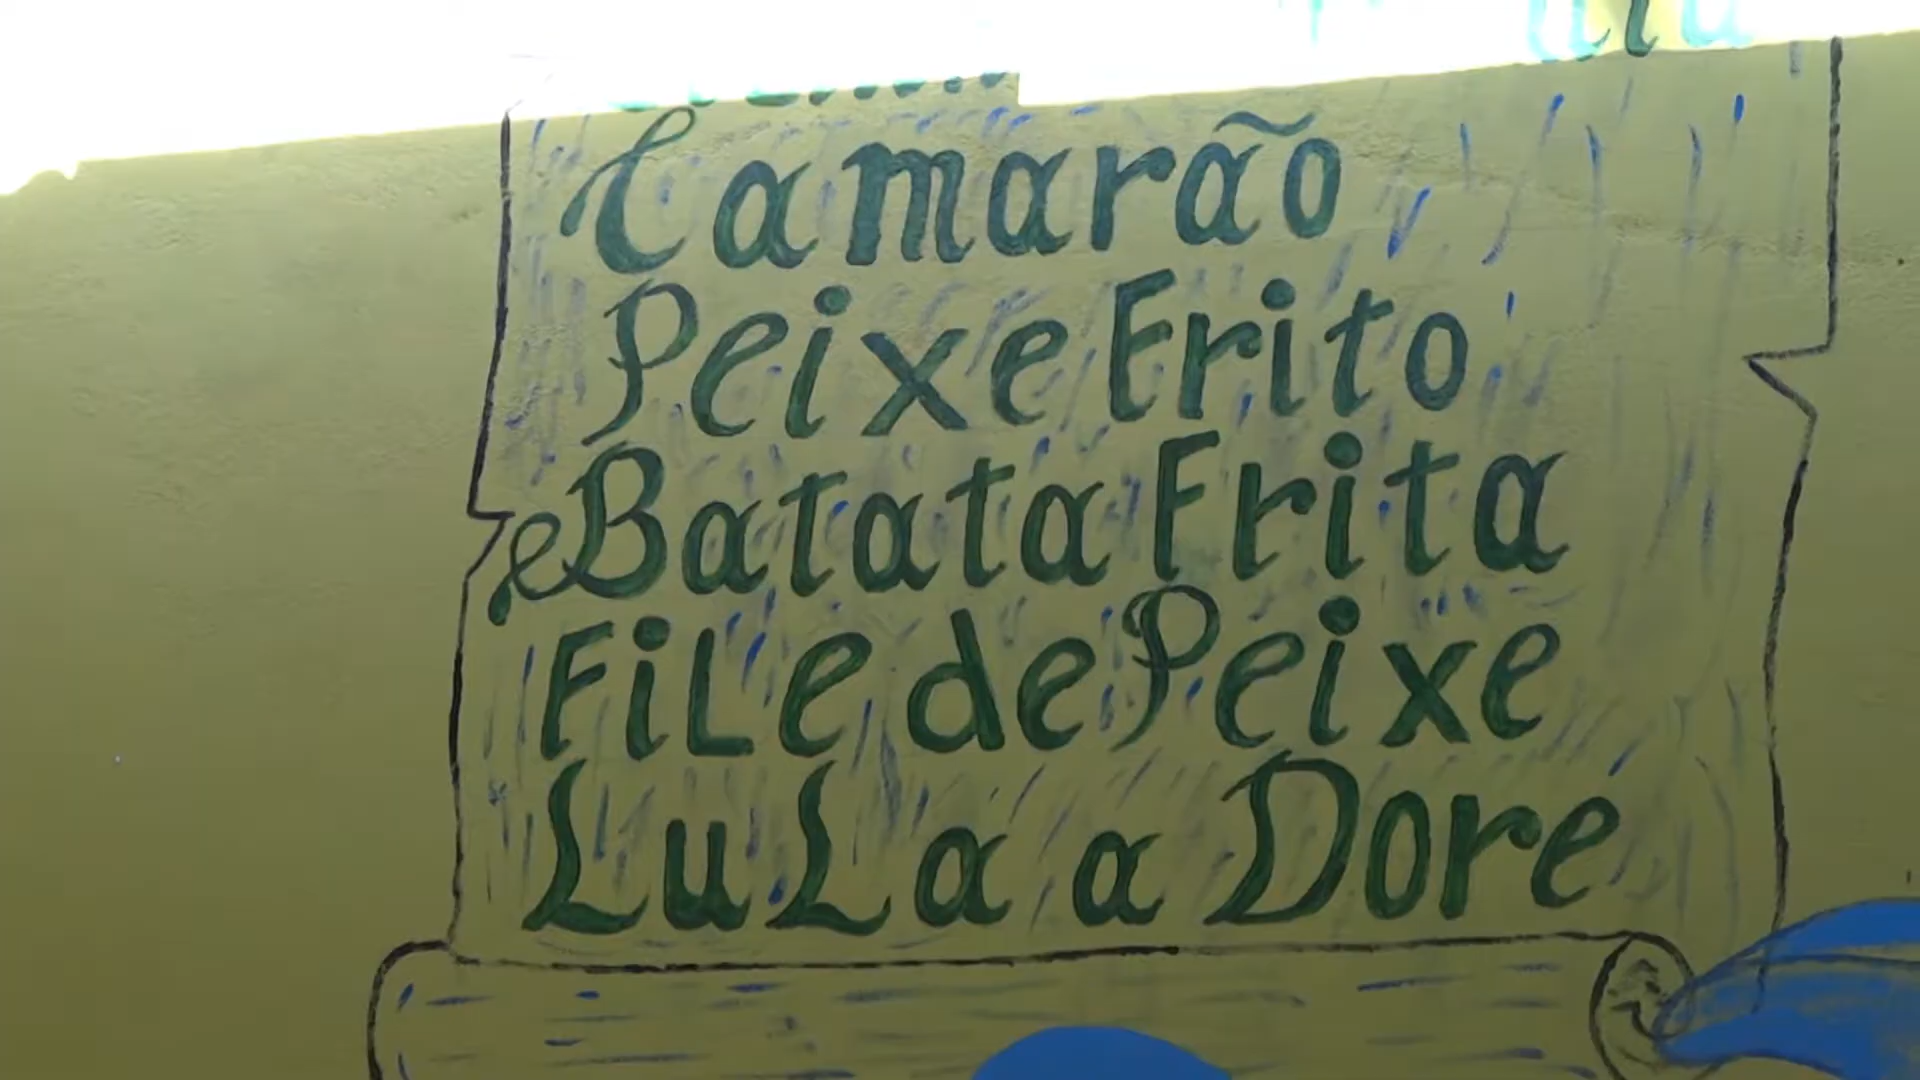 Camarão
Peixe Frito
Batata Frita
FiLe de Peixe
LuLa a Dore